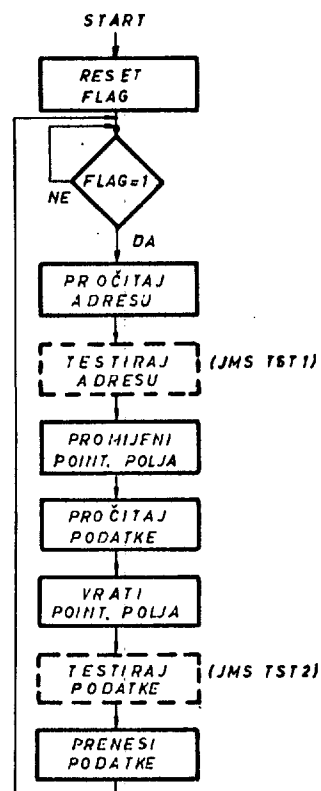 START
RESET
FLAG
FLAG=1
NE
DA
PROČITAJ
ADRESU
TESTIRAJ
ADRESU
(JMS TST1)
PROMIJENI
POINT. POLJA
PROČITAJ
PODATKE
VRATI
POINT. POLJA
TESTIRAJ
PODATKE
(JMS TST2)
PRENESI
PODATKE